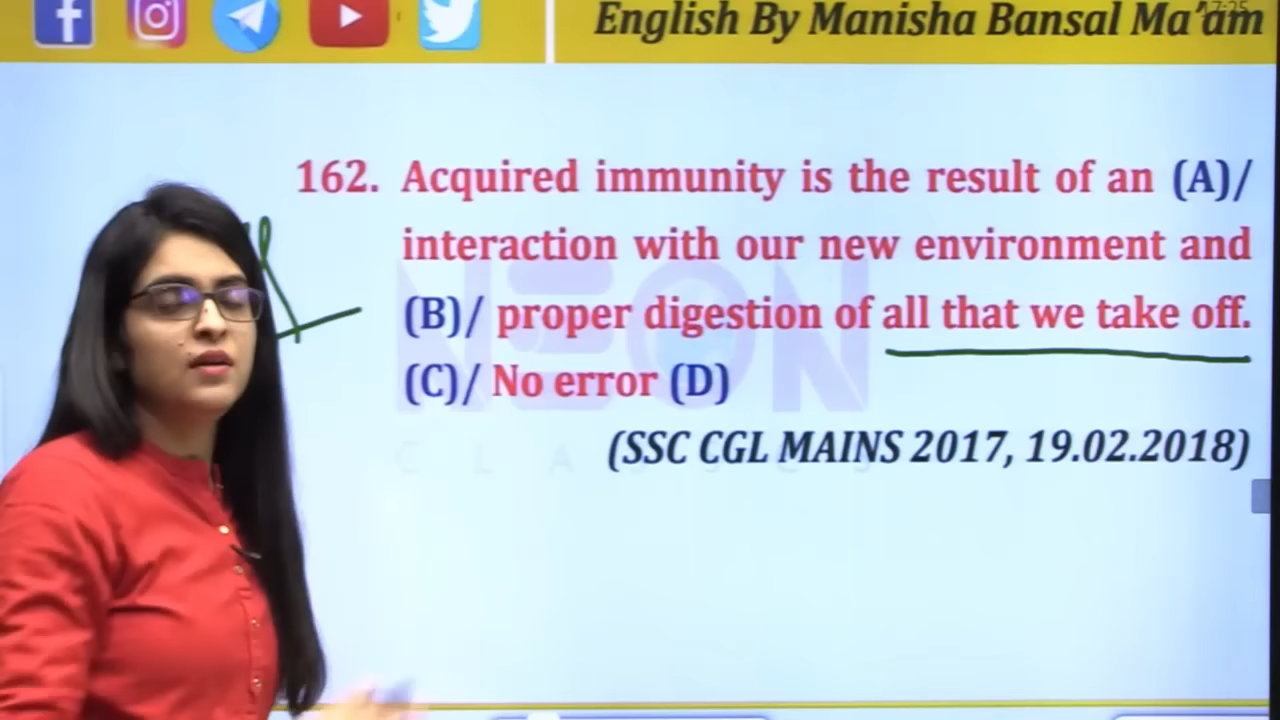 English By Manisha Bansal Ma'am
162. Acquired immunity is the result of an (A)/
interaction with our new environment and
(B)/ proper digestion of all that we take off.
(C)/ No error (D)
(SSC CGL MAINS 2017, 19.02.2018)
NEON